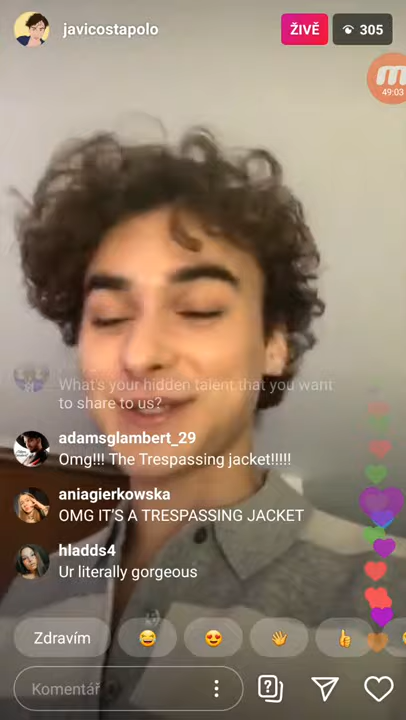 javicostapolo
ŽIVĚ
305
49:03
What's your hidden talent that you want
to share to us?
adamsglambert_29
Omg!!! The Trespassing jacket!!!!!
aniagierkowska
OMG IT'S A TRESPASSING JACKET
hladds4
Ur literally gorgeous
Zdravím
Komentář